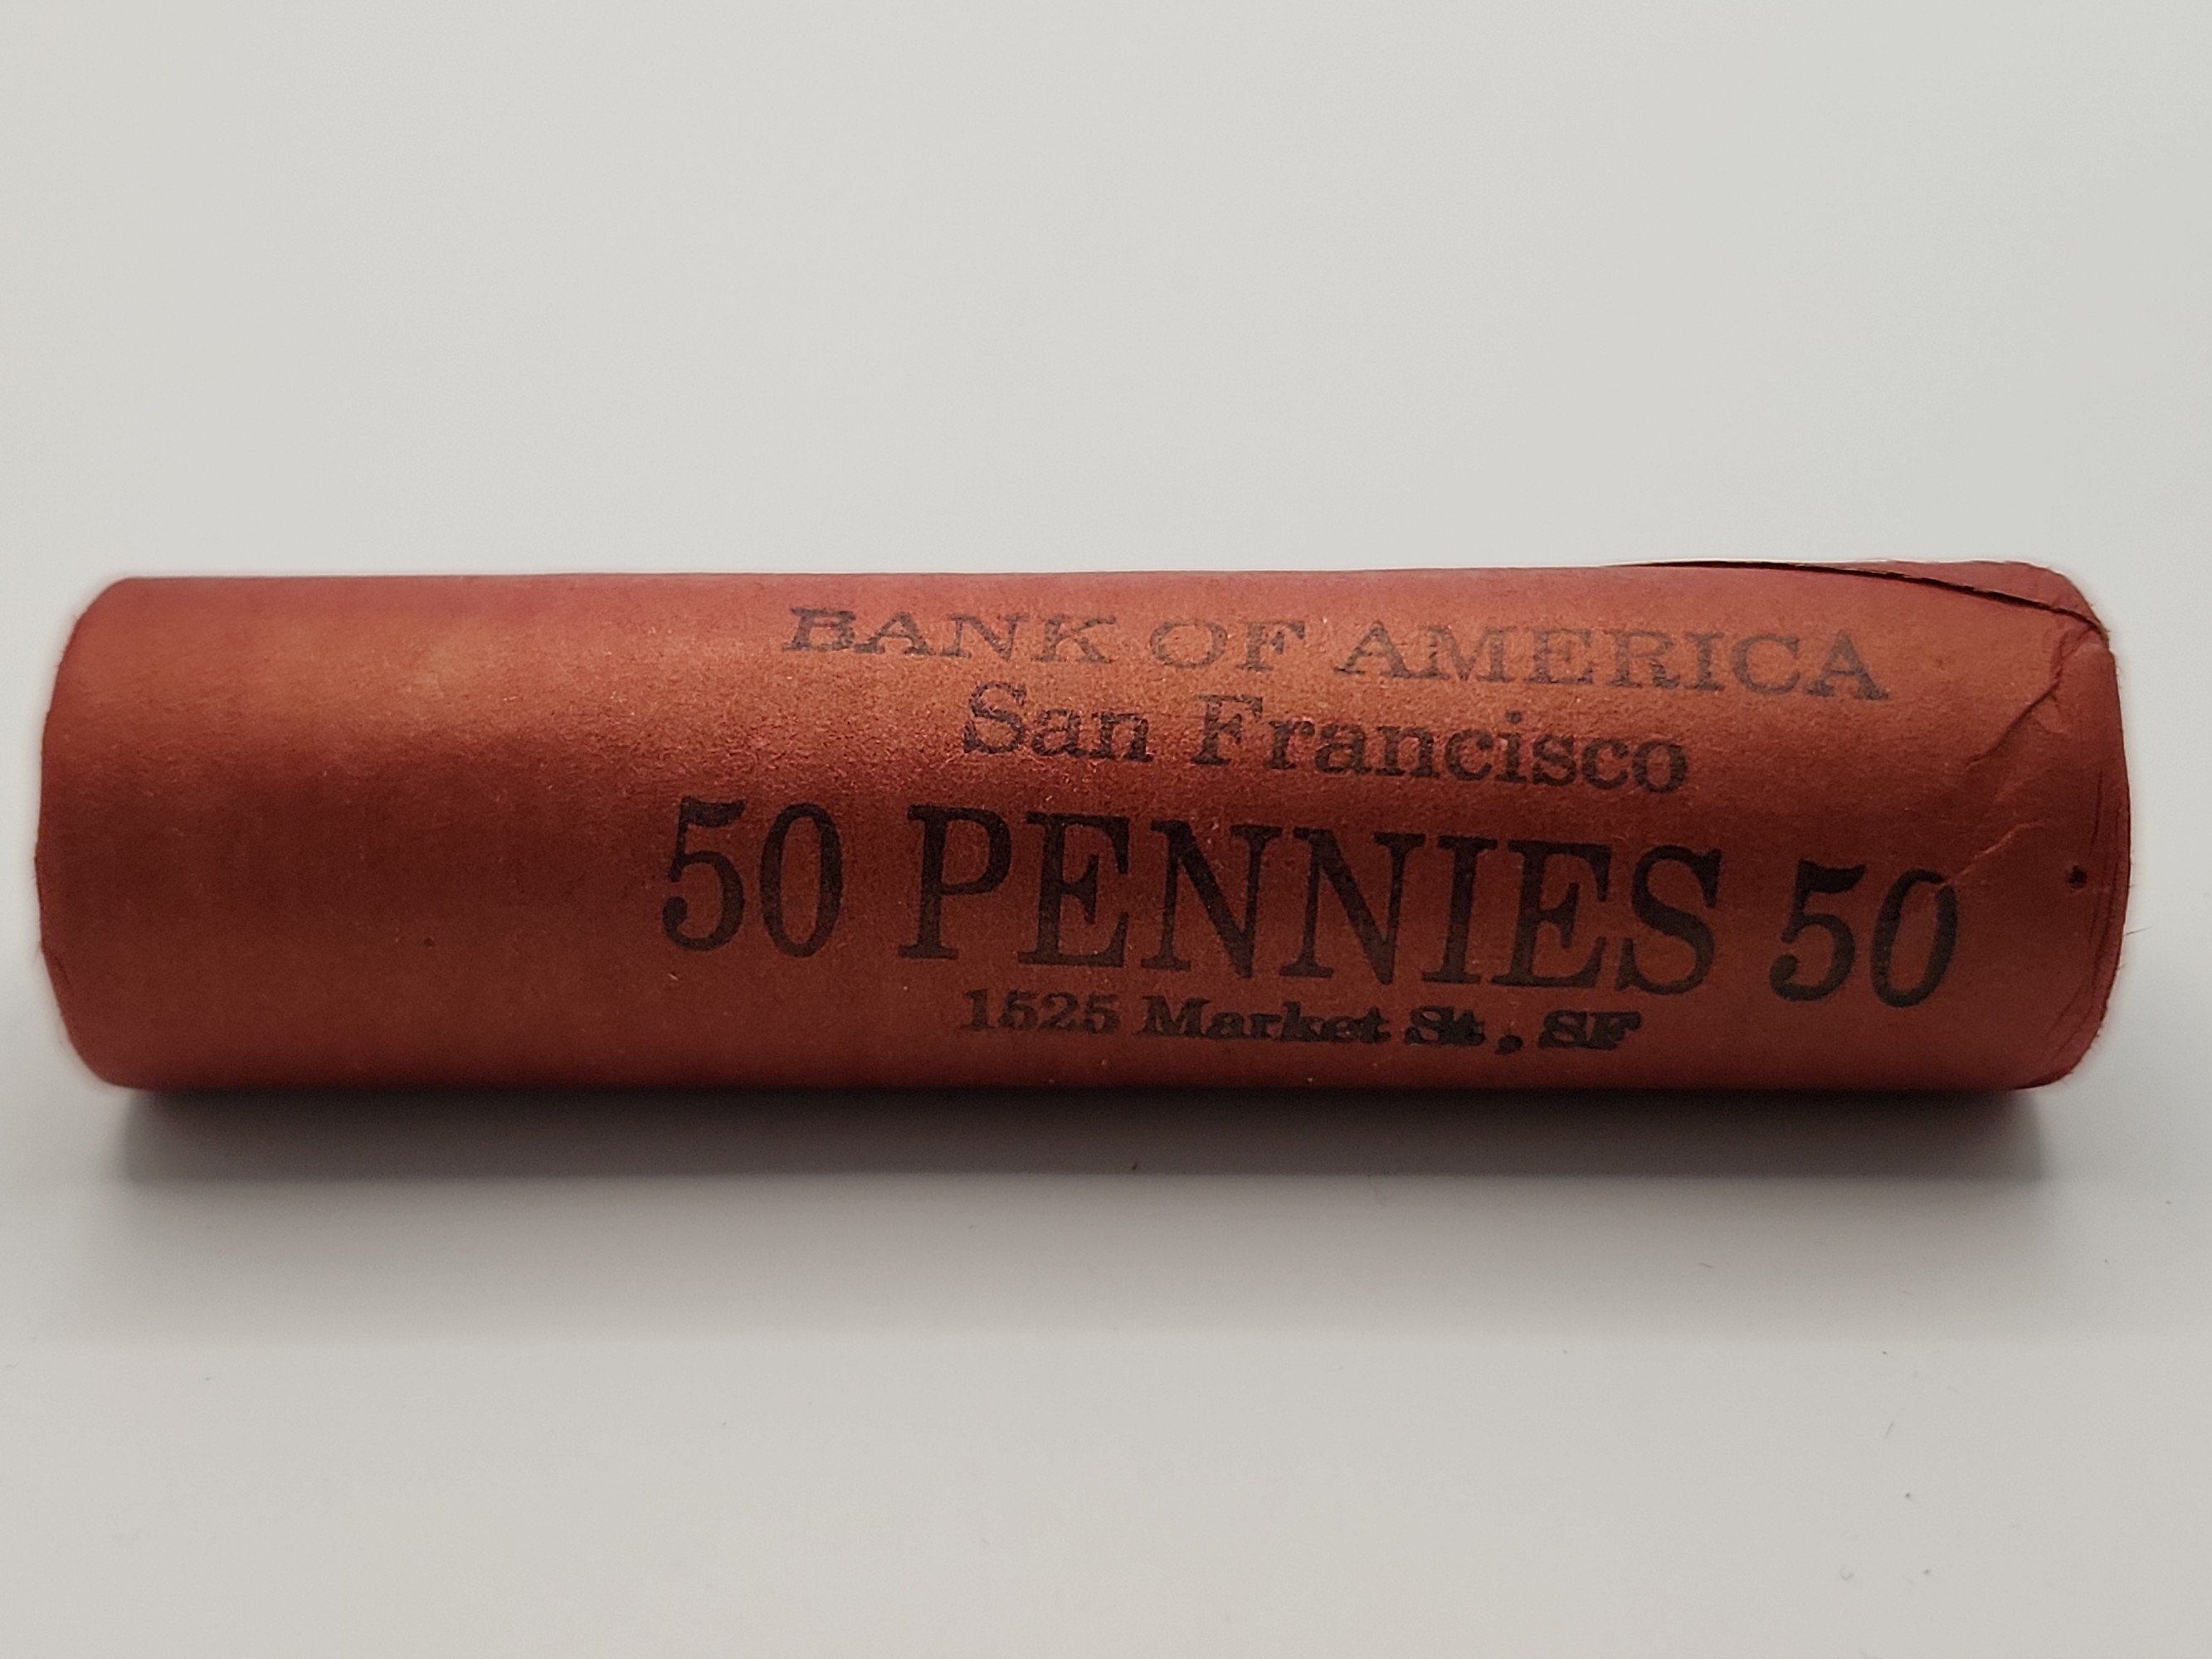 BANK OF AMERICA
San Francisco
50 PENNIES 50
1525 Market St, SF